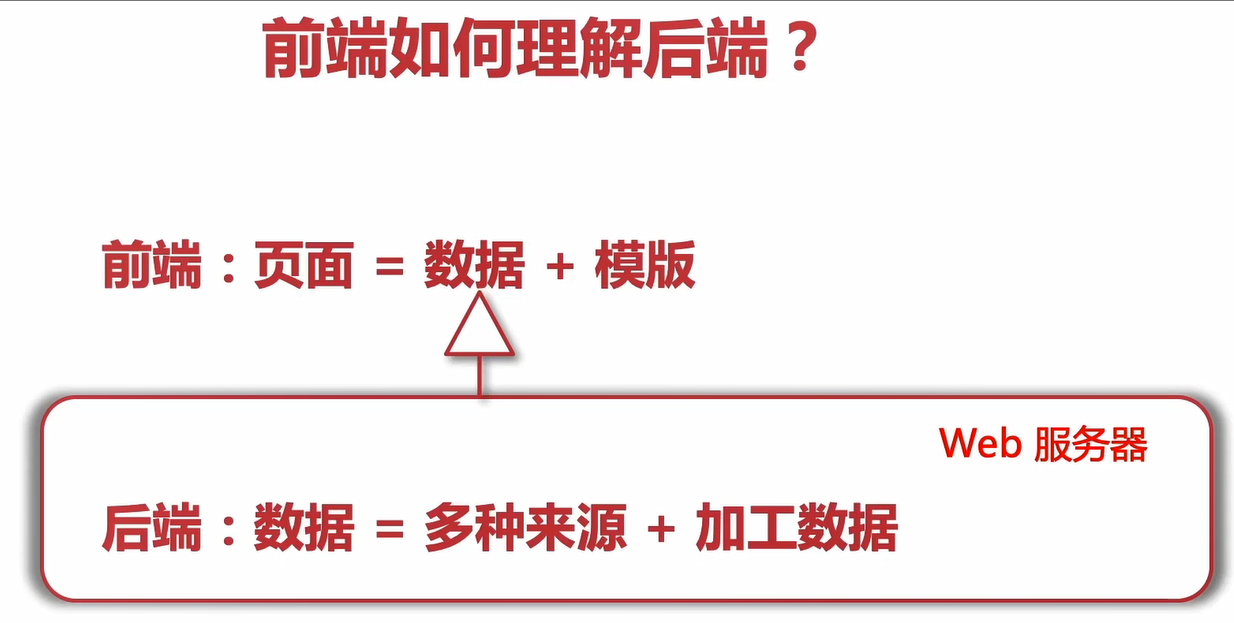 前端如何理解后端？
前端：页面 = 数据 + 模版
Web 服务器
后端：数据 = 多种来源 + 加工数据